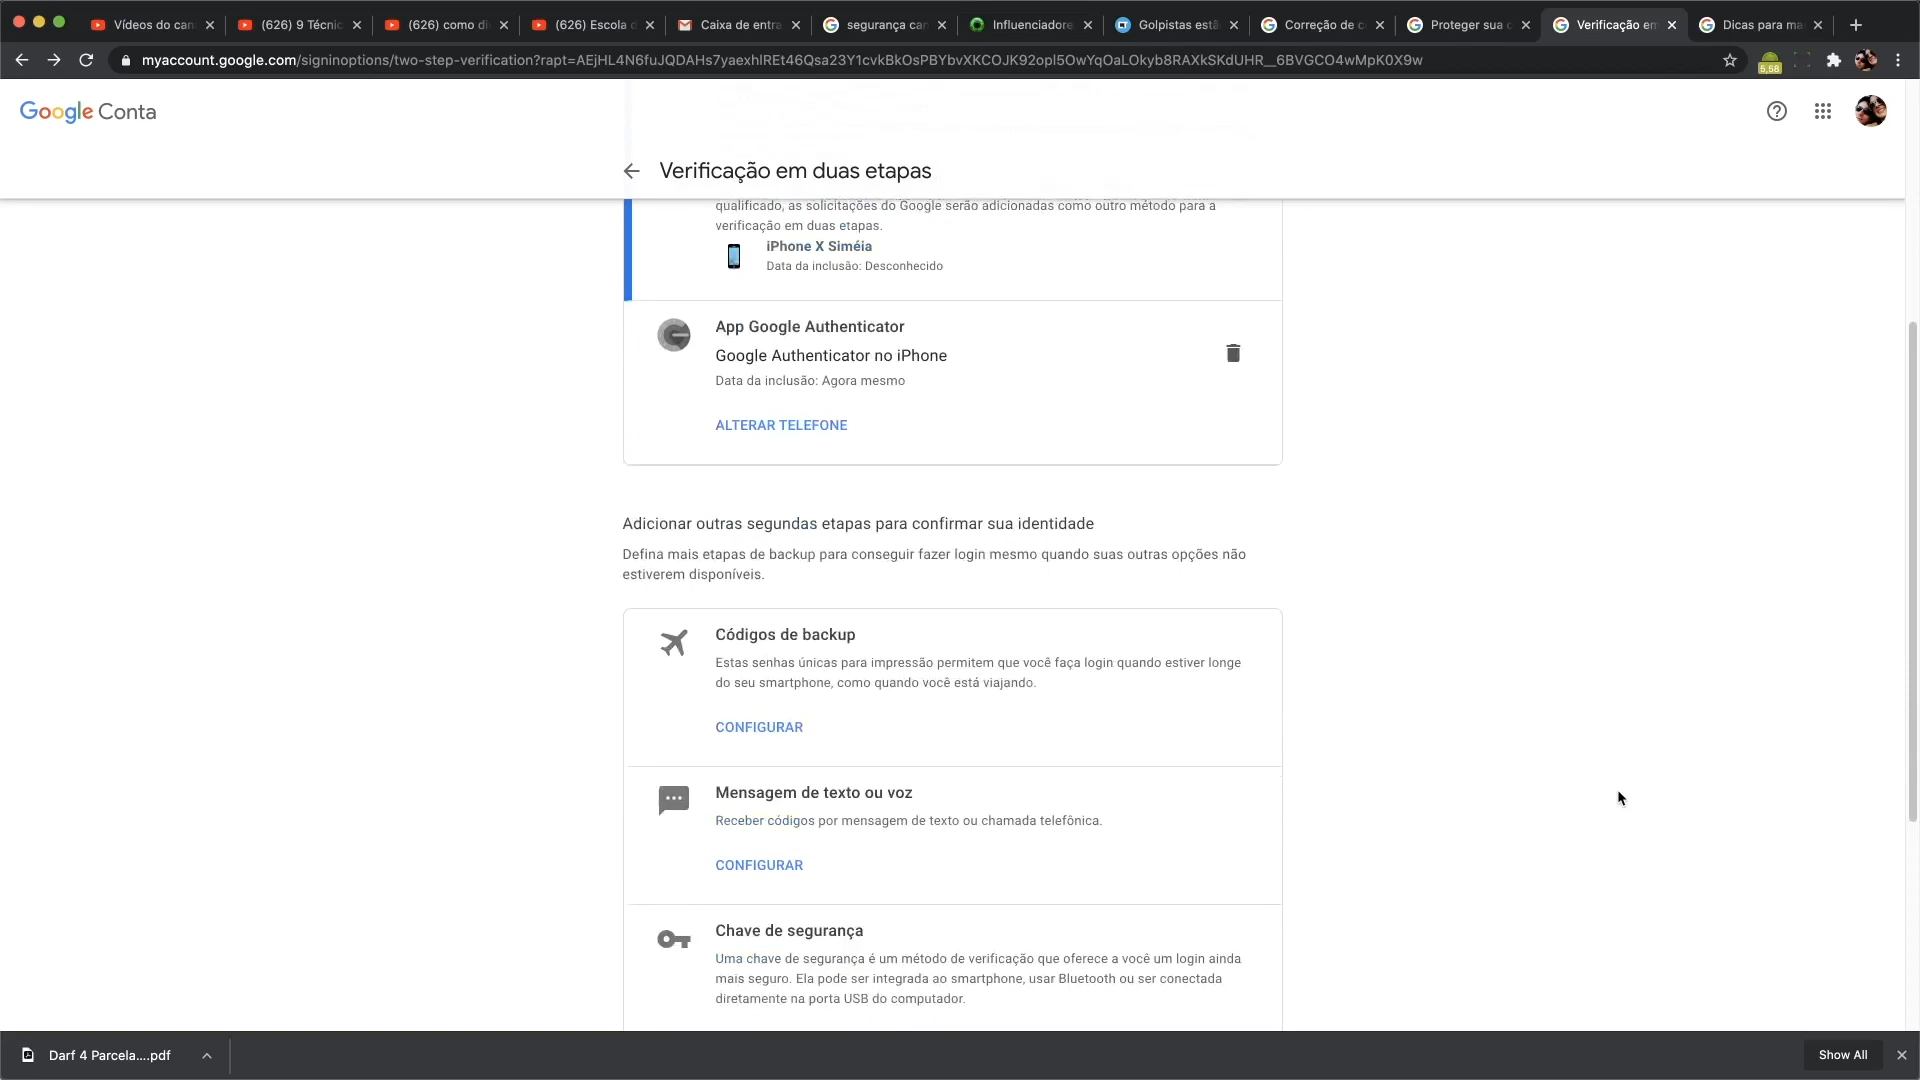 Vídeos do can
(626) 9 Técnic
(626) como di
(626) Escola d
Caixa de entra
segurança can
Influenciadore
Golpistas estã
Correção de c
Proteger sua c
Verificação em
Dicas para ma
myaccount.google.com/signinoptions/two-step-verification?rapt=AEjHL4N6fuJQDAHs7yaexhlREt46Qsa23Y1cvkBkOsPBYbvXKCOJK92opl5OwYqOaLOkyb8RAXkSKdUHR__6BVGCO4wMpK0X9w
5,58
Google Conta
Verificação em duas etapas
qualificado, as solicitações do Google serão adicionadas como outro método para a
verificação em duas etapas.
iPhone X Siméia
Data da inclusão: Desconhecido
App Google Authenticator
Google Authenticator no iPhone
Data da inclusão: Agora mesmo
ALTERAR TELEFONE
Adicionar outras segundas etapas para confirmar sua identidade
Defina mais etapas de backup para conseguir fazer login mesmo quando suas outras opções não
estiverem disponíveis.
Códigos de backup
Estas senhas únicas para impressão permitem que você faça login quando estiver longe
do seu smartphone, como quando você está viajando.
CONFIGURAR
Mensagem de texto ou voz
Receber códigos por mensagem de texto ou chamada telefônica.
CONFIGURAR
Chave de segurança
Uma chave de segurança é um método de verificação que oferece a você um login ainda
mais seguro. Ela pode ser integrada ao smartphone, usar Bluetooth ou ser conectada
diretamente na porta USB do computador.
Darf 4 Parcela....pdf
Show All